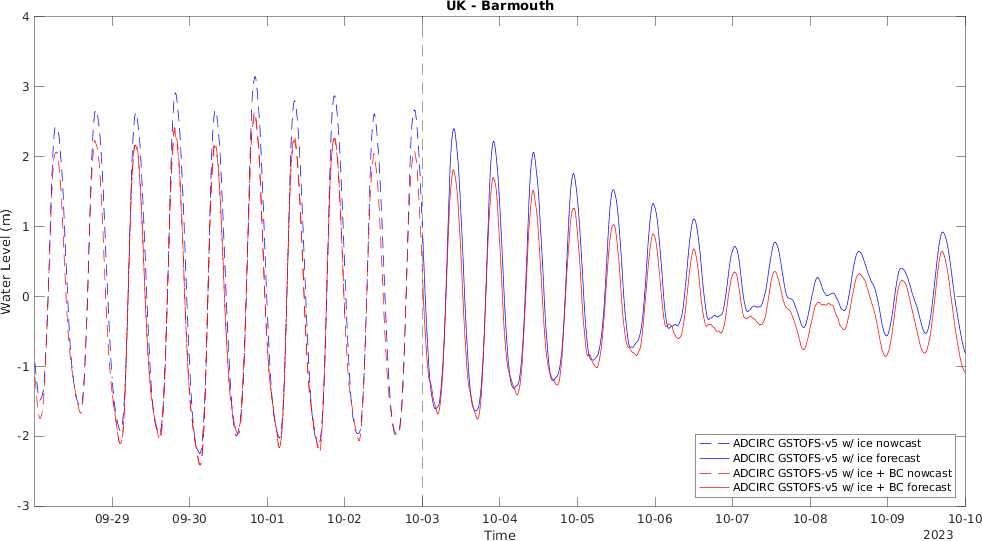 UK - Barmouth
4
3
2
1
0
-1
-2
-3
Water Level (m)
ADCIRC GSTOFS-v5 w/ ice nowcast
ADCIRC GSTOFS-v5 w/ ice forecast
ADCIRC GSTOFS-v5 w/ ice + BC nowcast
ADCIRC GSTOFS-v5 w/ ice + BC forecast
09-29 09-30 10-01 10-02 10-03 10-04 10-05 10-06 10-07 10-08 10-09 10-10
Time
2023